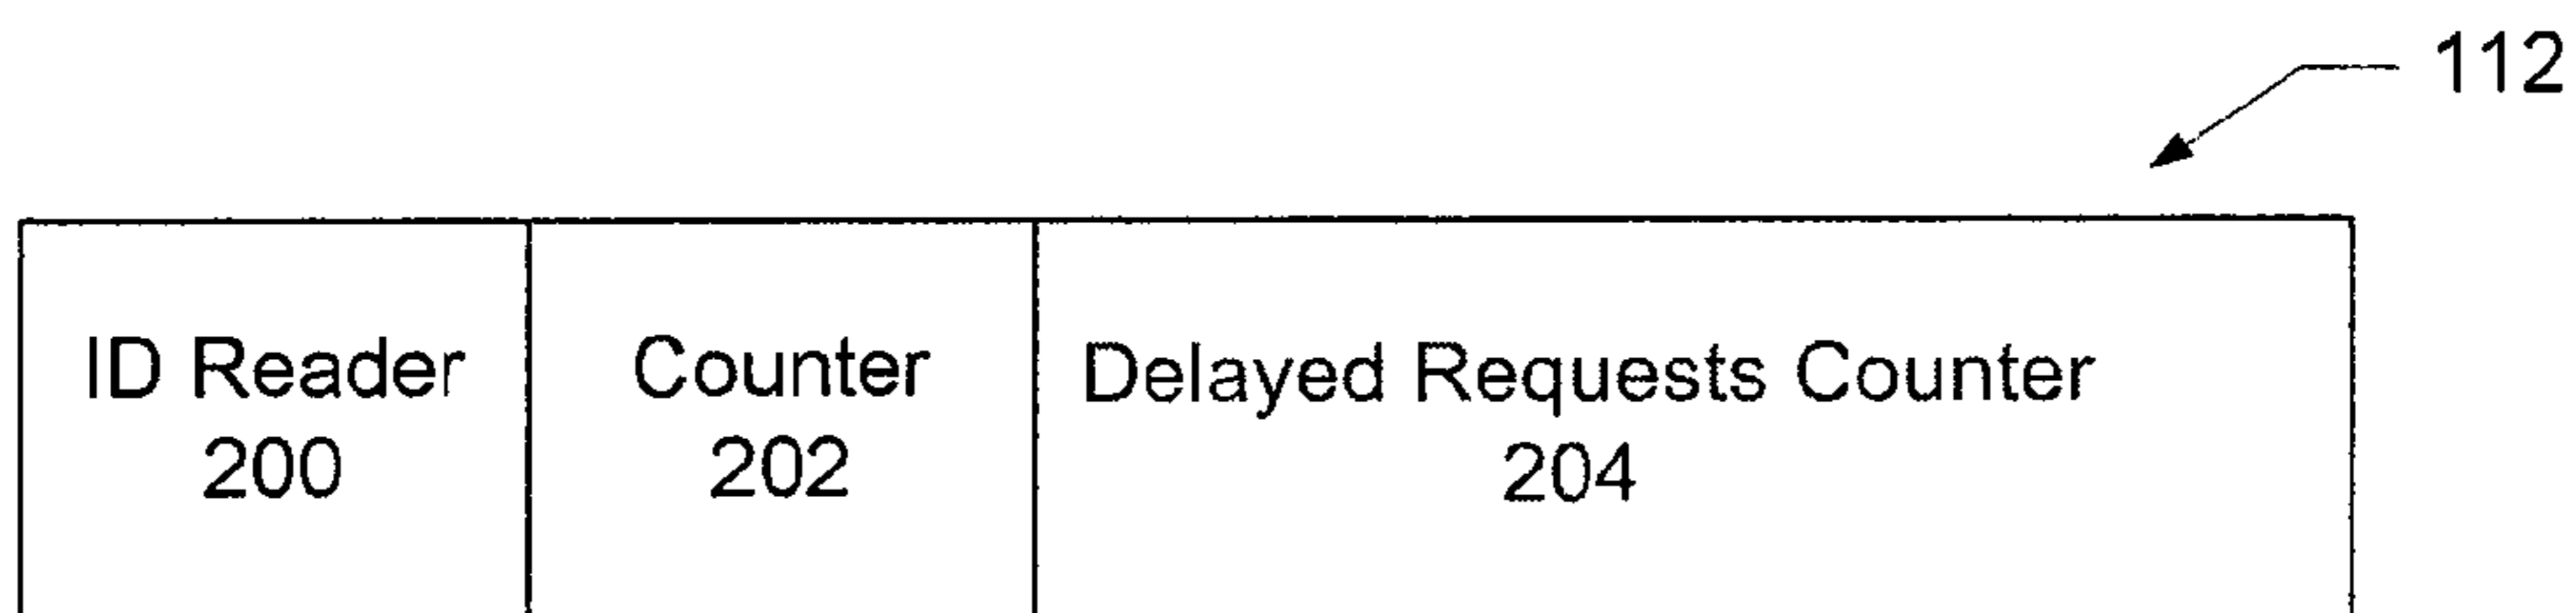 112
ID Reader
200
Counter
202
Delayed Requests Counter
204